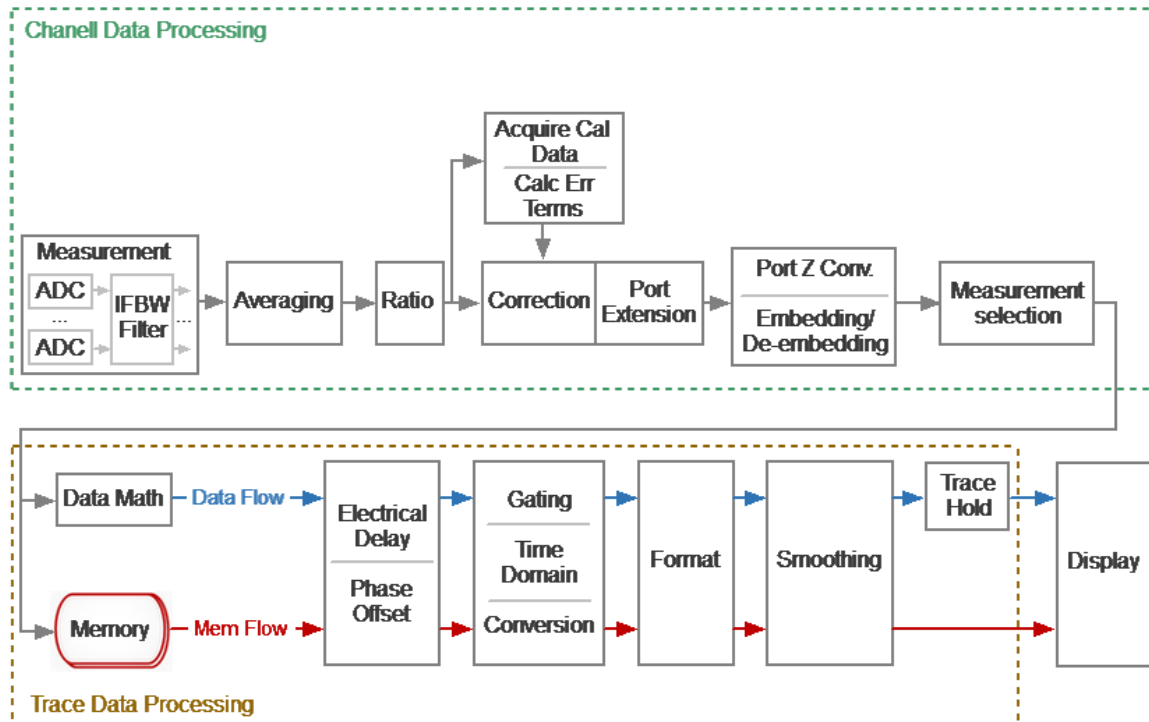 Chanell Data Processing
Acquire Cal
Data
Calc Err
Terms
Measurement
ADC
...
ADC
IFBW
Filter
...
Averaging
Ratio
Correction
Port
Extension
Port Z Conv.
Embedding/
De-embedding
Measurement
selection
Data Math
Data Flow
Memory
Mem Flow
Electrical
Delay
Phase
Offset
Gating
Time
Domain
Conversion
Format
Smoothing
Trace
Hold
Display
Trace Data Processing